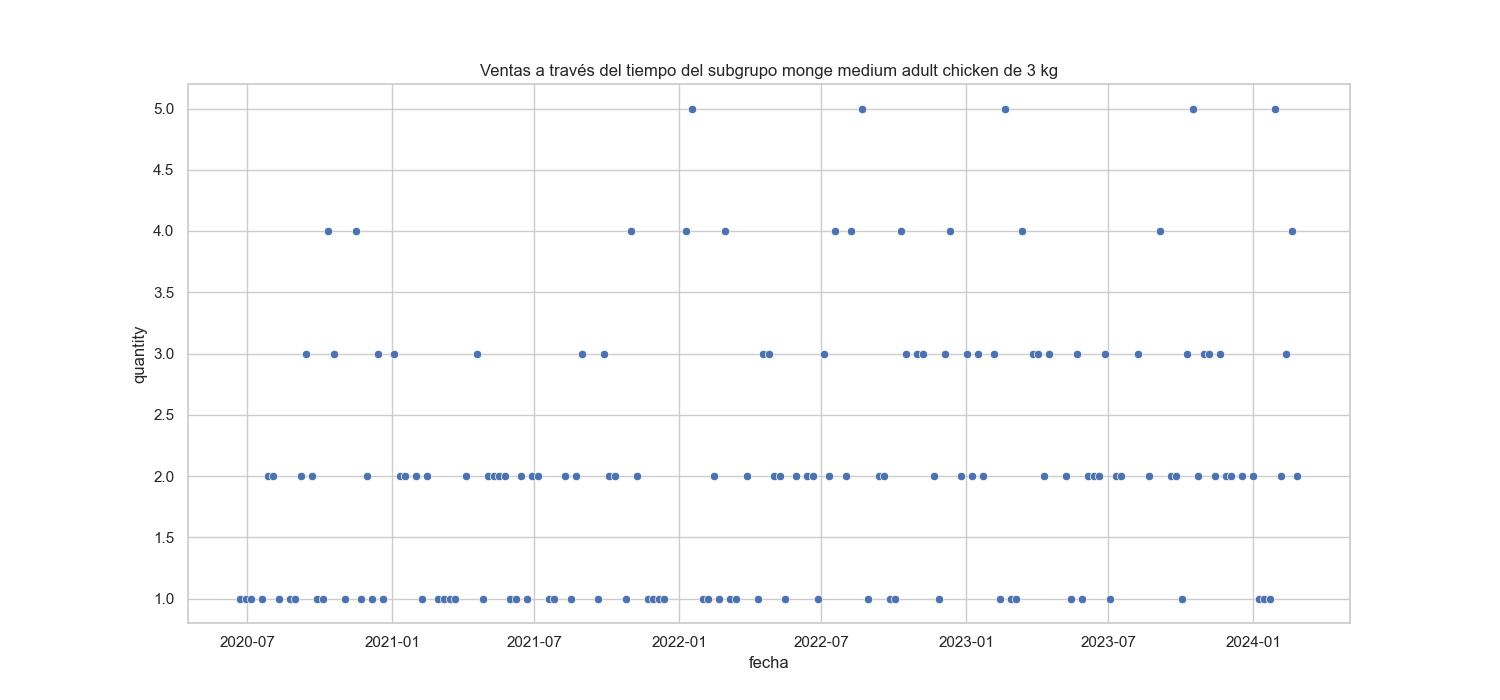 Ventas a través del tiempo del subgrupo monge medium adult chicken de 3 kg
5.0
4.5
4.0
3.5
3.0
2.5
2.0
1.5
1.0
quantity
2020-07 2021-01 2021-07 2022-01 2022-07 2023-01 2023-07 2024-01
fecha